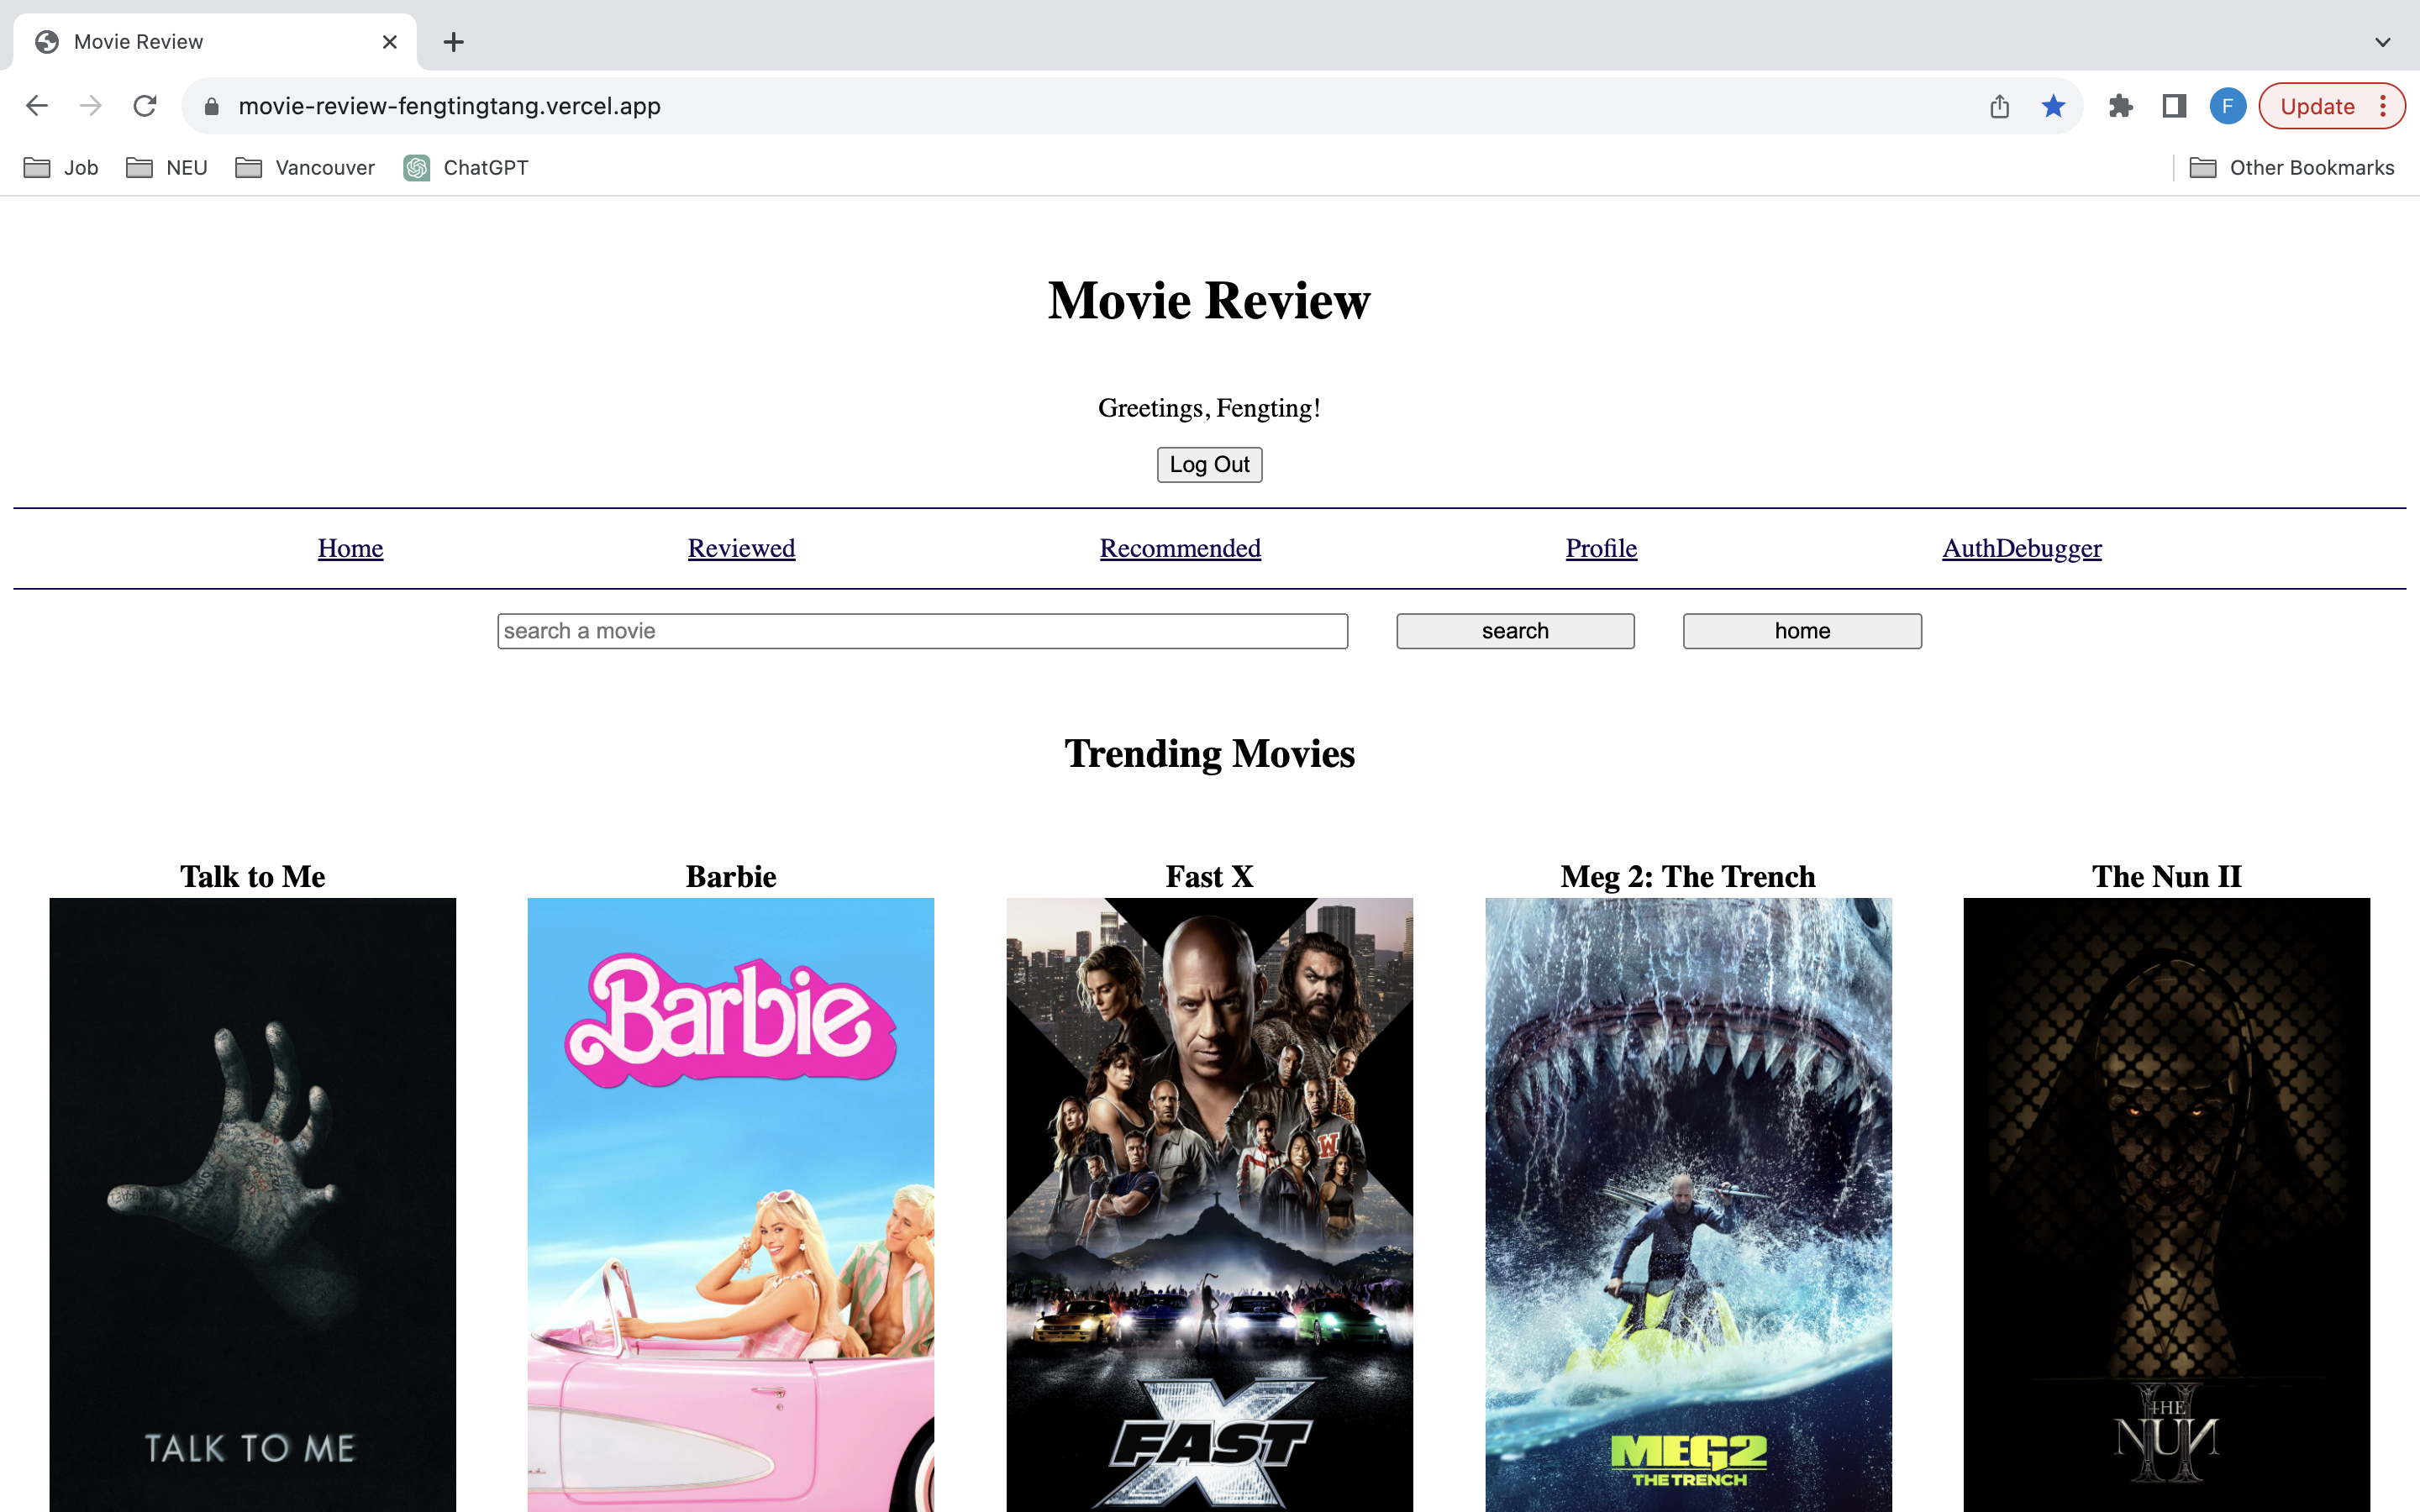 Movie Review
movie-review-fengtingtang.vercel.app
F
Update
Job
NEU
Vancouver
ChatGPT
Other Bookmarks
Movie Review
Greetings, Fengting!
Log Out
Home
Reviewed
Recommended
Profile
AuthDebugger
search a movie
search
home
Trending Movies
Talk to Me
Barbie
Fast X
Meg 2: The Trench
The Nun II
TALK TO ME
Barbie
W
FAST
X
MEG2
THE TRENCH
THE
NUN
II